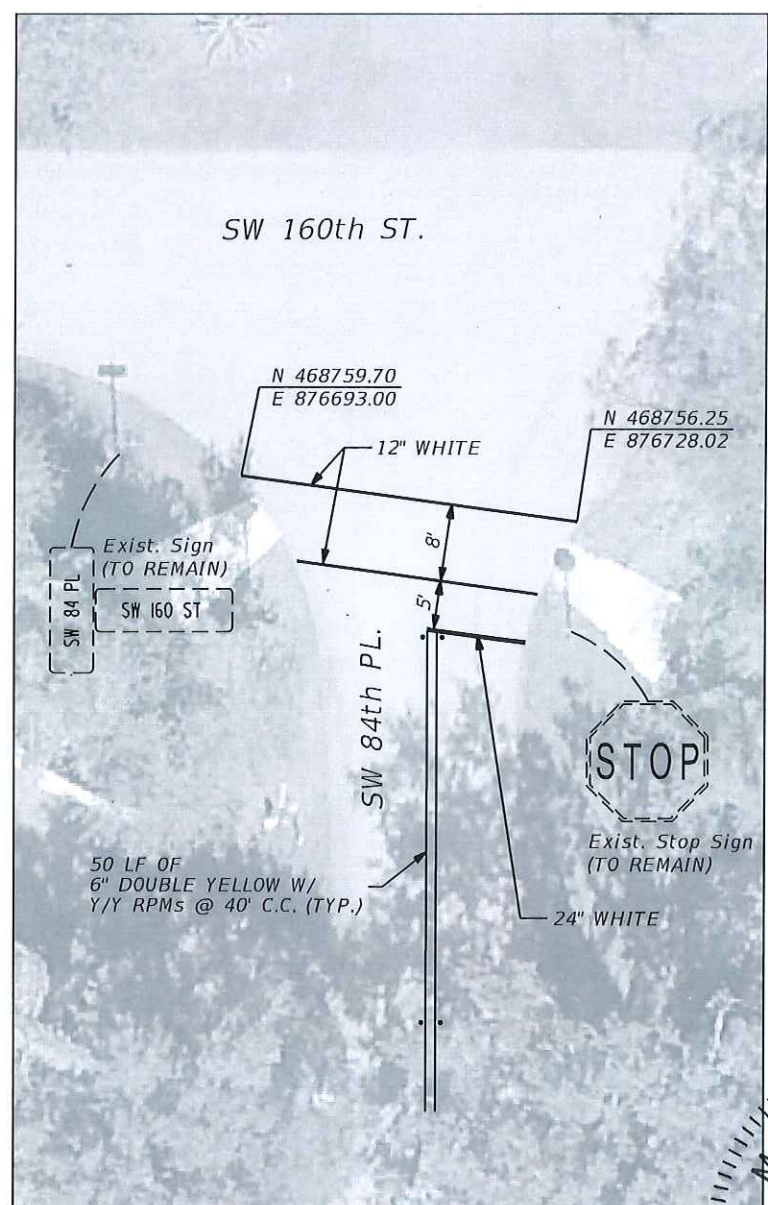 SW 160th ST.
N 468759.70
E 876693.00
N 468756.25
E 876728.02
12" WHITE
8'
5'
Exist. Sign
(TO REMAIN)
SW 84 PL
SW 160 ST
SW 84th PL.
STOP
Exist. Stop Sign
(TO REMAIN)
50 LF OF
6" DOUBLE YELLOW W/
Y/Y RPMs @ 40' C.C. (TYP.)
24" WHITE